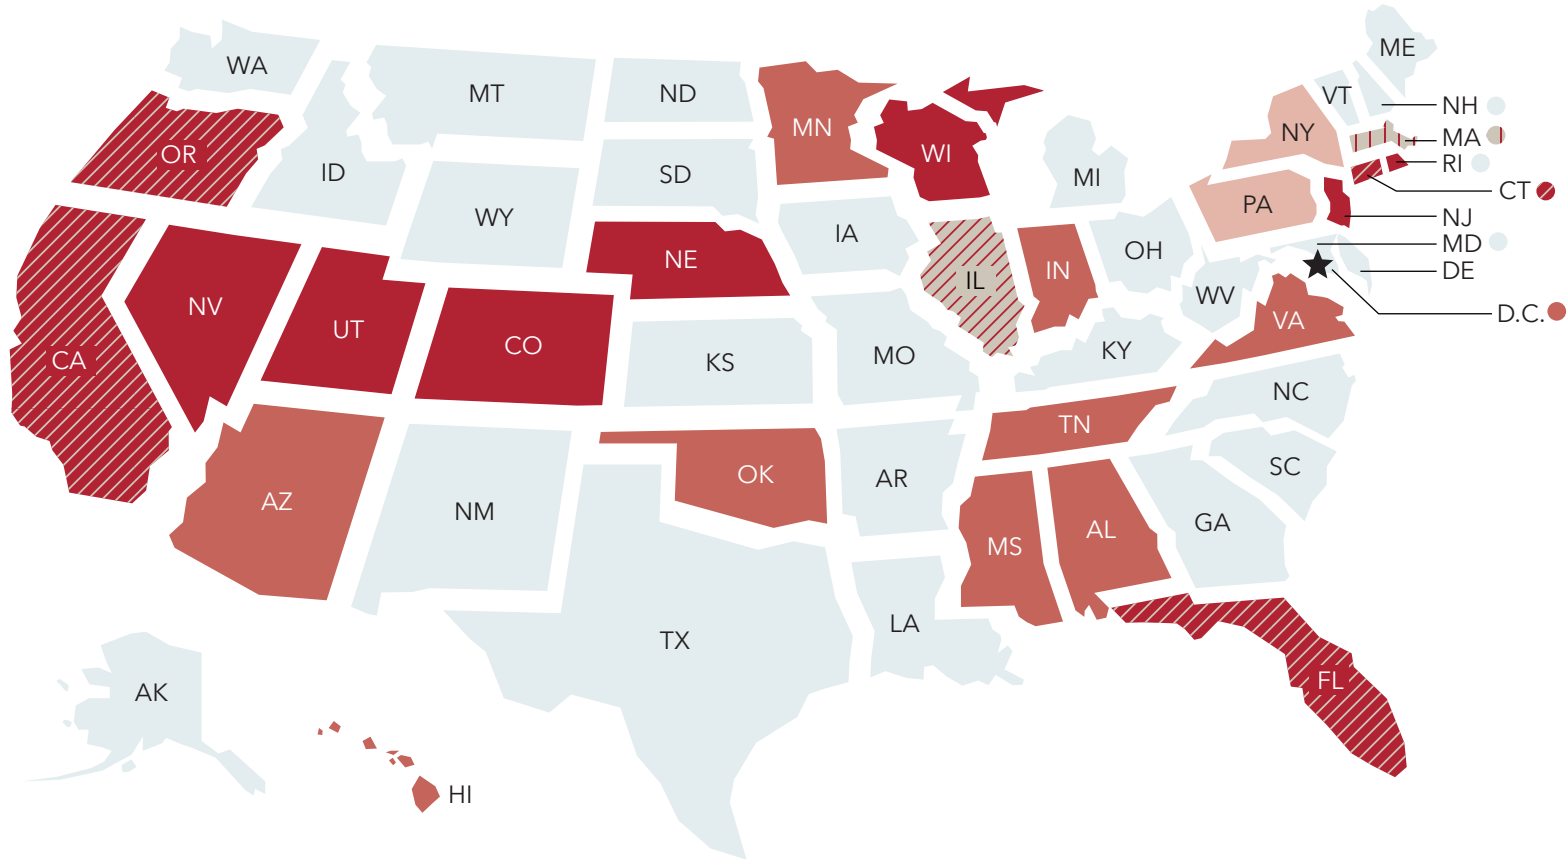 ME
WA
MT
ND
VT
NH
MN
NY
MA
OR
WI
RI
ID
SD
MI
CT
WY
PA
NJ
IA
OH
MD
NE
IN
DE
IL
WV
NV
D.C.
UT
CO
VA
CA
KS
MO
KY
NC
TN
AZ
OK
AR
SC
NM
GA
MS
AL
TX
LA
AK
FL
HI